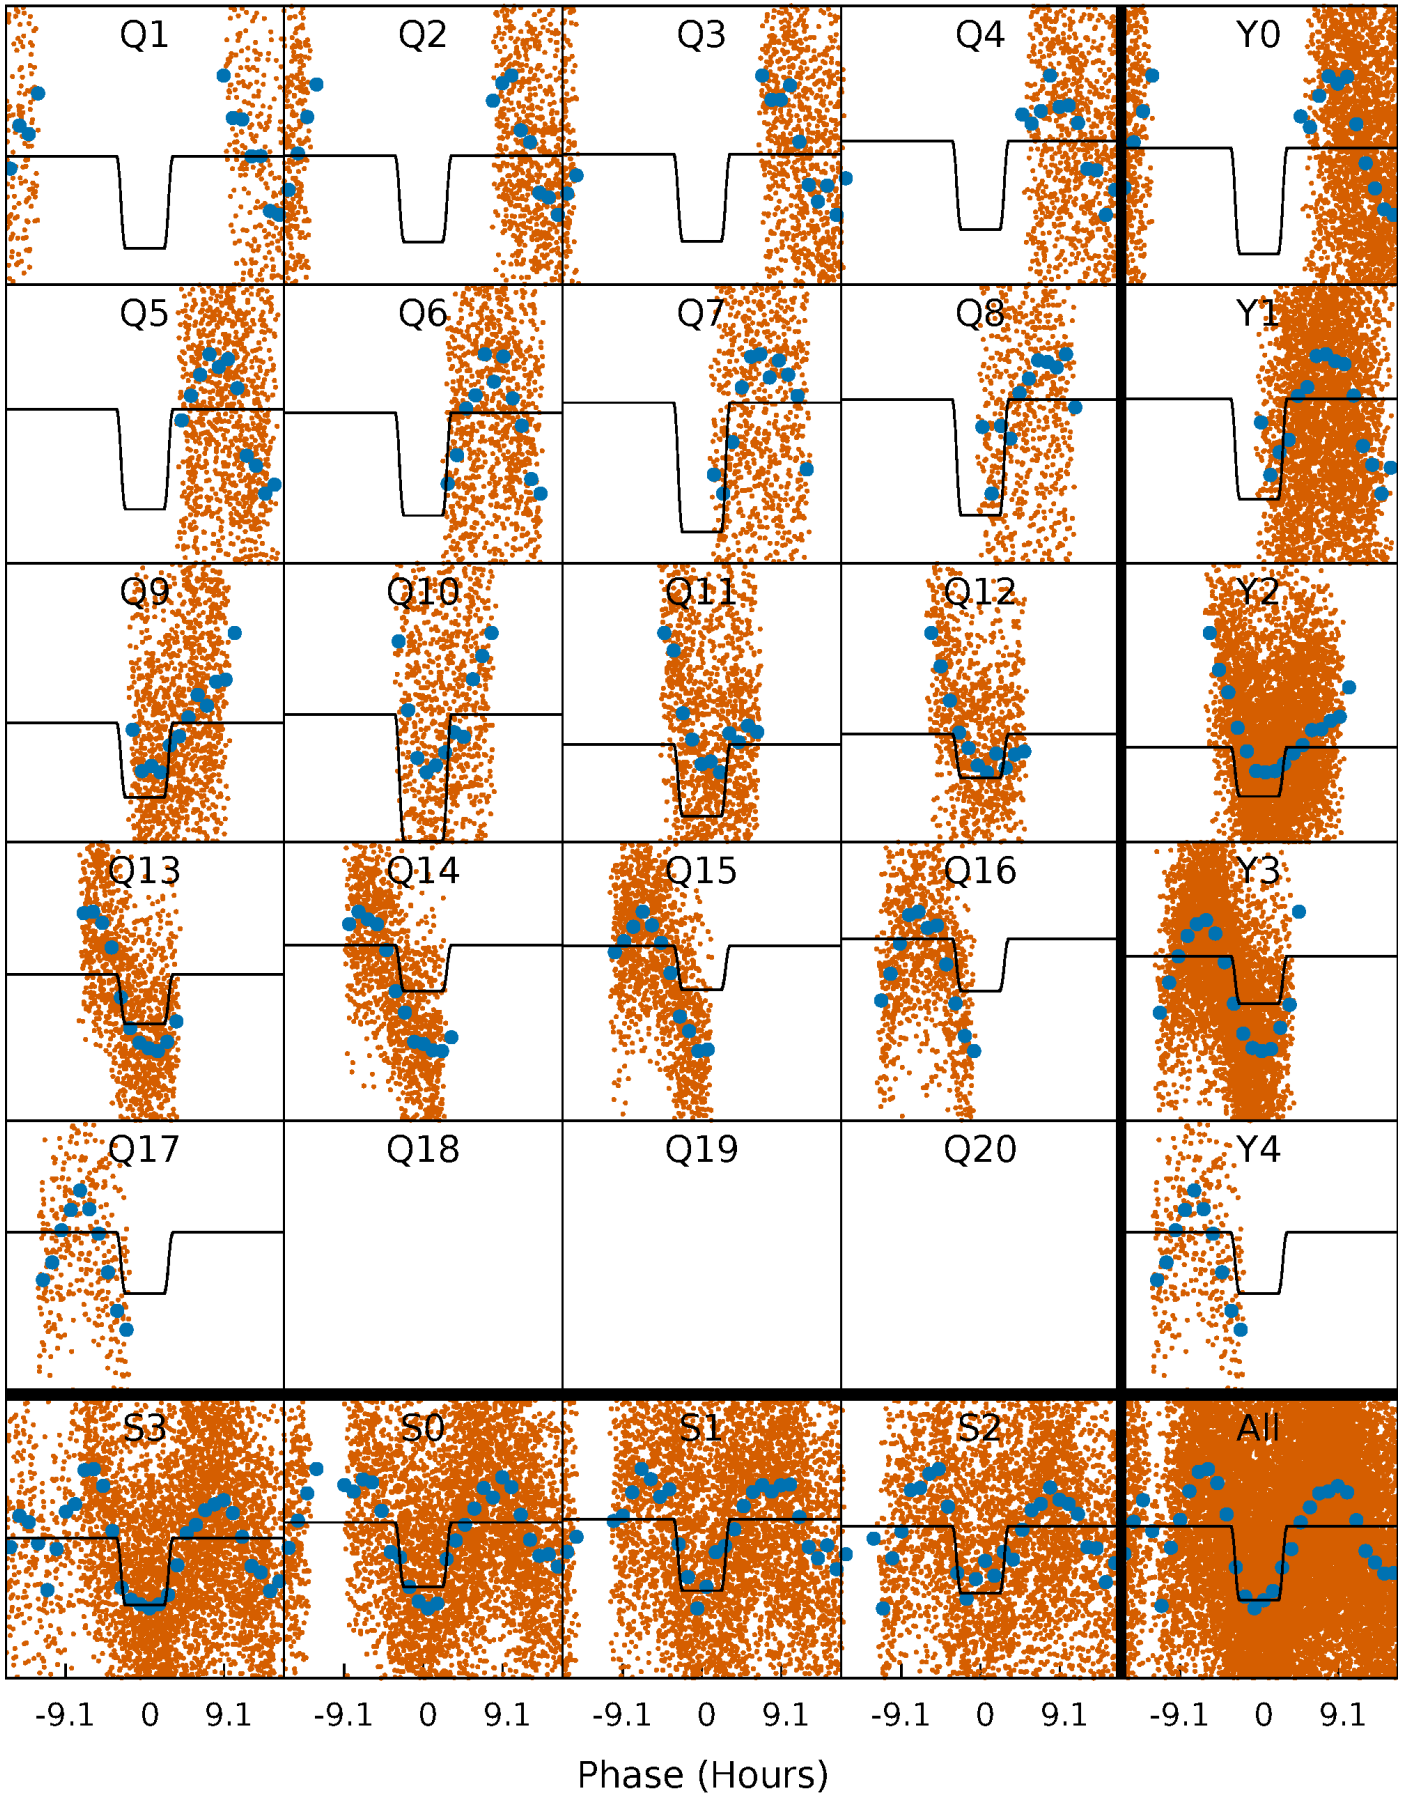 Q1 Q2 Q3 Q4 Y0
Q5 Q6 Q7 Q8 Y1
Q9 Q10 Q11 Q12 Y2
Q13 Q14 Q15 Q16 Y3
Q17 Q18 Q19 Q20 Y4
S3 S0 S1 S2 All
-9.1 0 9.1 -9.1 0 9.1 -9.1 0 9.1 -9.1 0 9.1 -9.1 0 9.1
Phase (Hours)